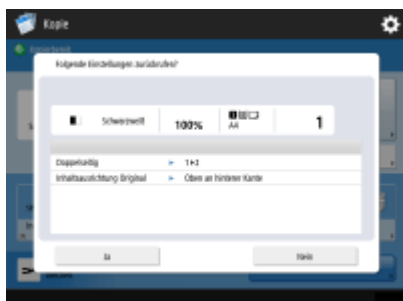 Kopie
Kopierbereit.
Folgende Einstellungen zurückrufen?
Schwarzweiß
100%
A4
1
Doppelseitig ► 1►2
Inhaltsausrichtung Original ► Oben an hinterer Kante
Ja
Nein